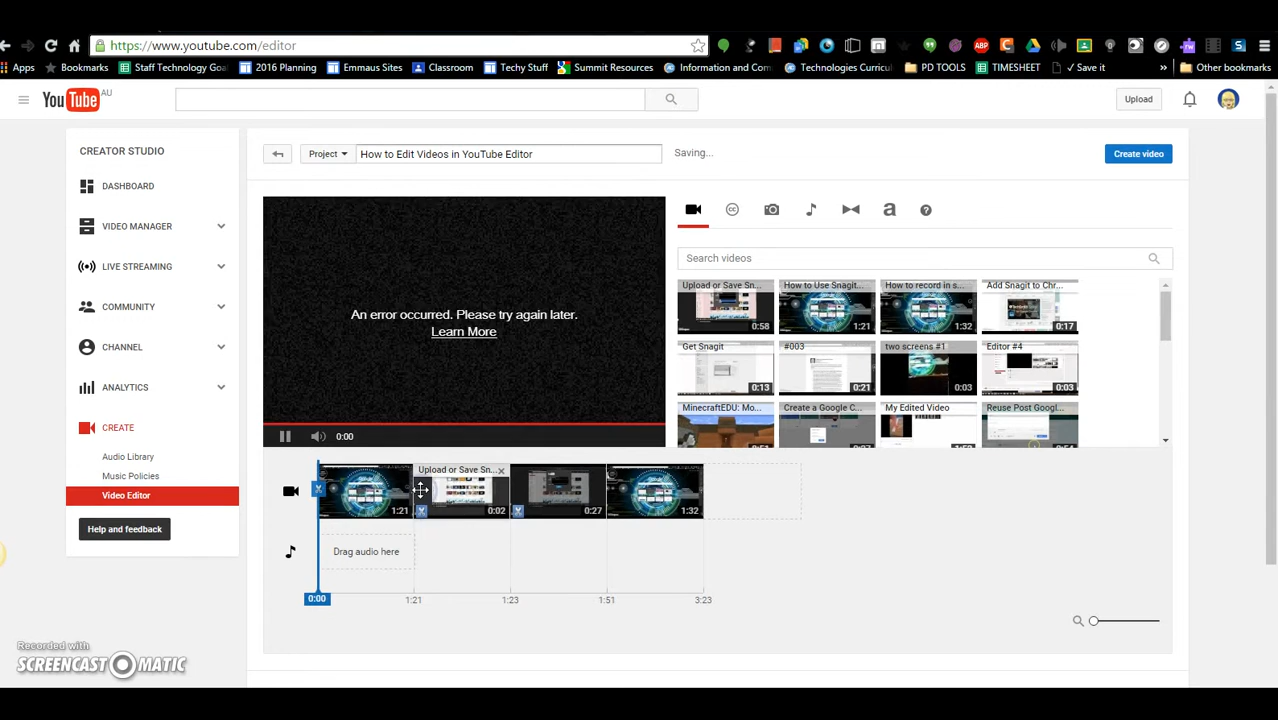 https://www.youtube.com/editor
Apps
Bookmarks
Staff Technology Goa
2016 Planning
Emmaus Sites
Classroom
Techy Stuff
Summit Resources
Information and Com
Technologies Curricu
PD TOOLS
TIMESHEET
✓ Save it
»
Other bookmarks
YouTube AU
Upload
CREATOR STUDIO
DASHBOARD
VIDEO MANAGER
LIVE STREAMING
COMMUNITY
CHANNEL
ANALYTICS
CREATE
Audio Library
Music Policies
Video Editor
Help and feedback
Project
How to Edit Videos in YouTube Editor
Saving...
Create video
An error occurred. Please try again later.
Learn More
0:00
Search videos
Upload or Save Sn...
0:58
How to Use Snagit...
1:21
How to record in s...
1:32
Add Snagit to Chr...
0:17
Get Snagit
0:13
#003
0:21
two screens #1
0:03
Editor #4
0:03
MinecraftEDU: Mo...
0:51
Create a Google C...
My Edited Video
Reuse Post Googl...
0:54
1:21
Upload or Save Sn...
0:02
0:27
1:32
Drag audio here
0:00
1:21
1:23
1:51
3:23
Recorded with
SCREENCAST O MATIC